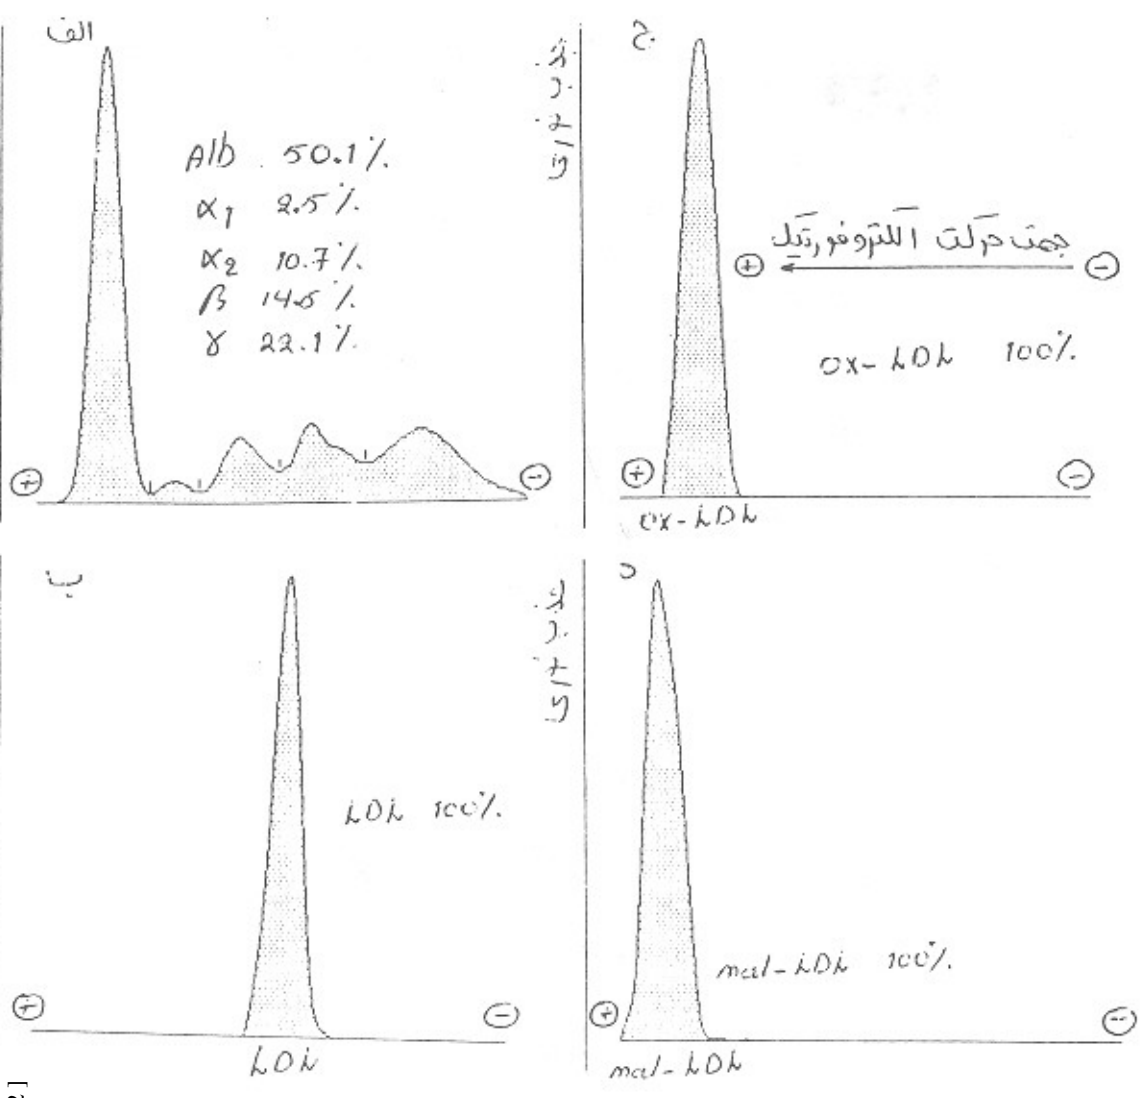 الف
Alb 50.1%
α1 2.5%
α2 10.7%
β 14.5%
γ 22.1%
+
-
ج
جهت حرکت الکتروفورتیک
+
-
ox-LDL 100%
+
-
ox-LDL
ب
LDL 100%
+
-
LDL
د
mal-LDL 100%
+
-
mal-LDL